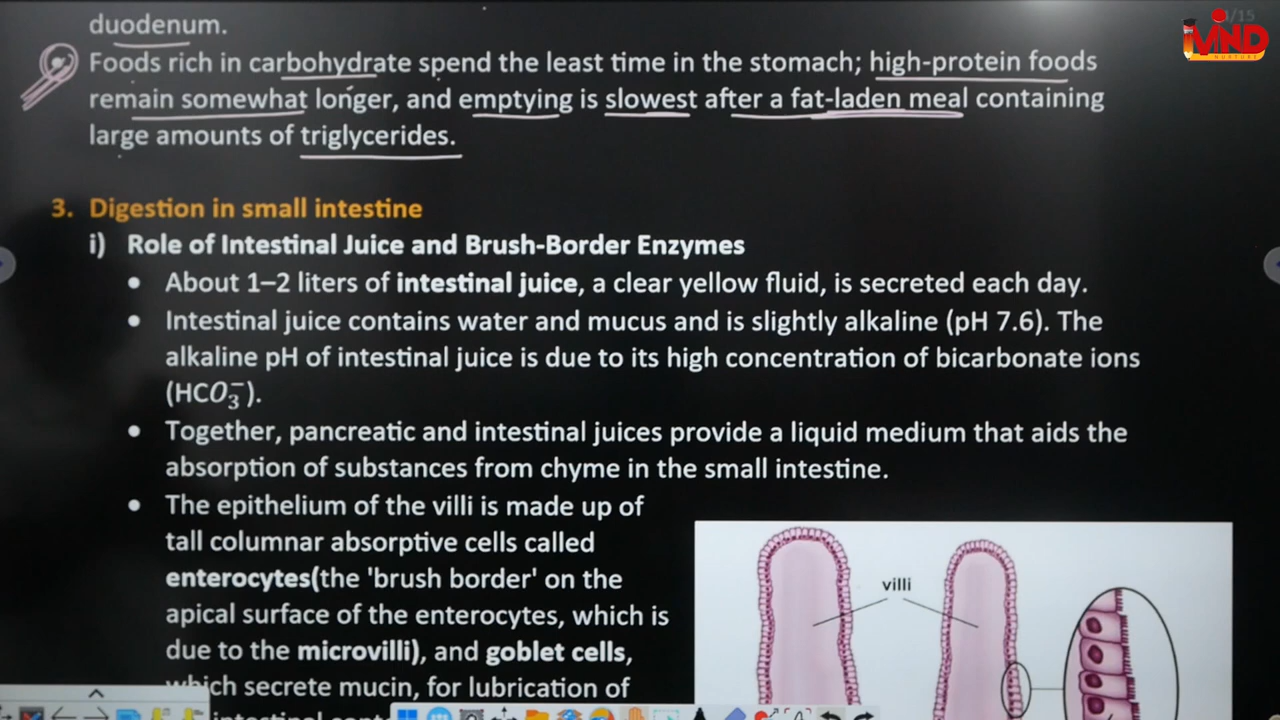 duodenum.
Foods rich in carbohydrate spend the least time in the stomach; high-protein foods
remain somewhat longer, and emptying is slowest after a fat-laden meal containing
large amounts of triglycerides.
3. Digestion in small intestine
i) Role of Intestinal Juice and Brush-Border Enzymes
• About 1–2 liters of intestinal juice, a clear yellow fluid, is secreted each day.
• Intestinal juice contains water and mucus and is slightly alkaline (pH 7.6). The
alkaline pH of intestinal juice is due to its high concentration of bicarbonate ions
(HCO₃⁻).
• Together, pancreatic and intestinal juices provide a liquid medium that aids the
absorption of substances from chyme in the small intestine.
• The epithelium of the villi is made up of
tall columnar absorptive cells called
enterocytes(the 'brush border' on the
apical surface of the enterocytes, which is
due to the microvilli), and goblet cells,
which secrete mucin, for lubrication of
villi
/15
MIND
NURTURE